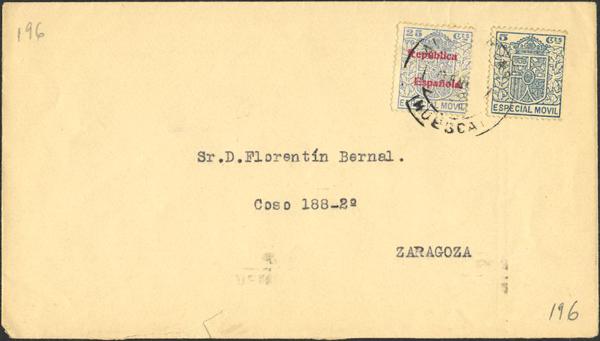 196
25 Cts
República
Española
ESPECIAL MOVIL
5 Cts
ESPECIAL MOVIL
(HUESCA)
Sr.D.Florentín Bernal.
Coso 188-2º
ZARAGOZA
196